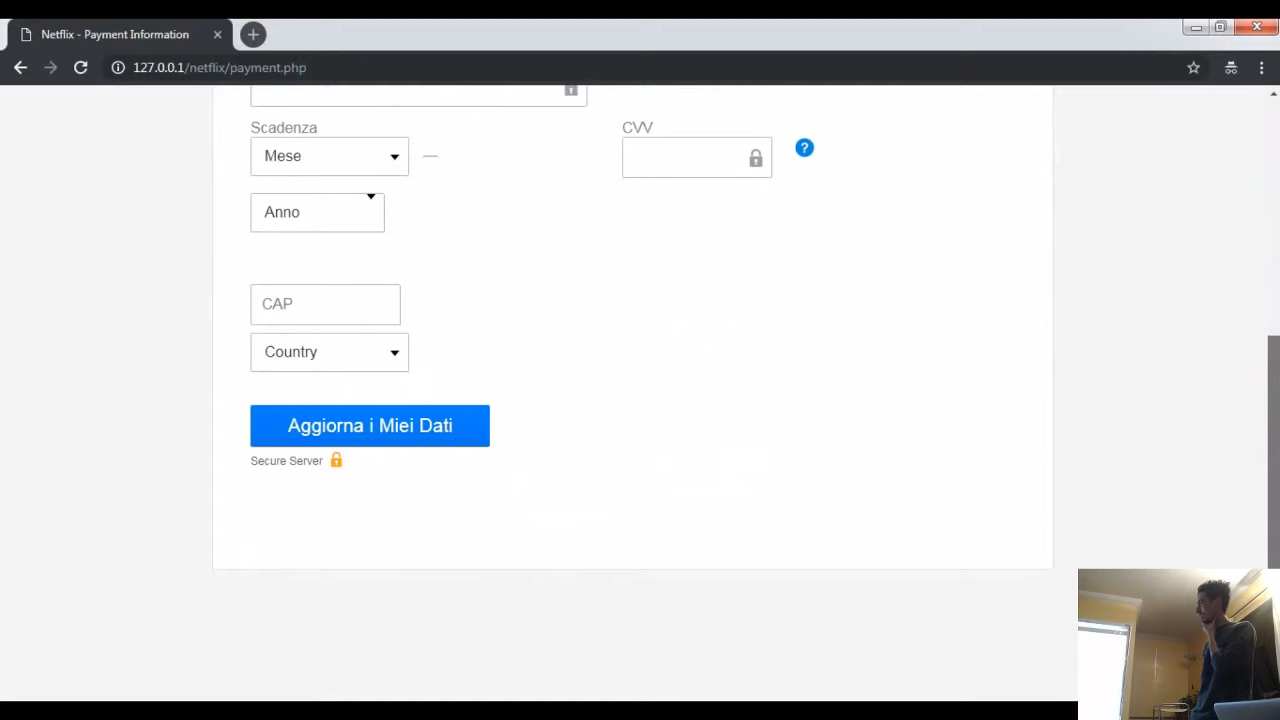 Netflix - Payment Information
127.0.0.1/netflix/payment.php
Scadenza
CVV
Mese
?
Anno
CAP
Country
Aggiorna i Miei Dati
Secure Server